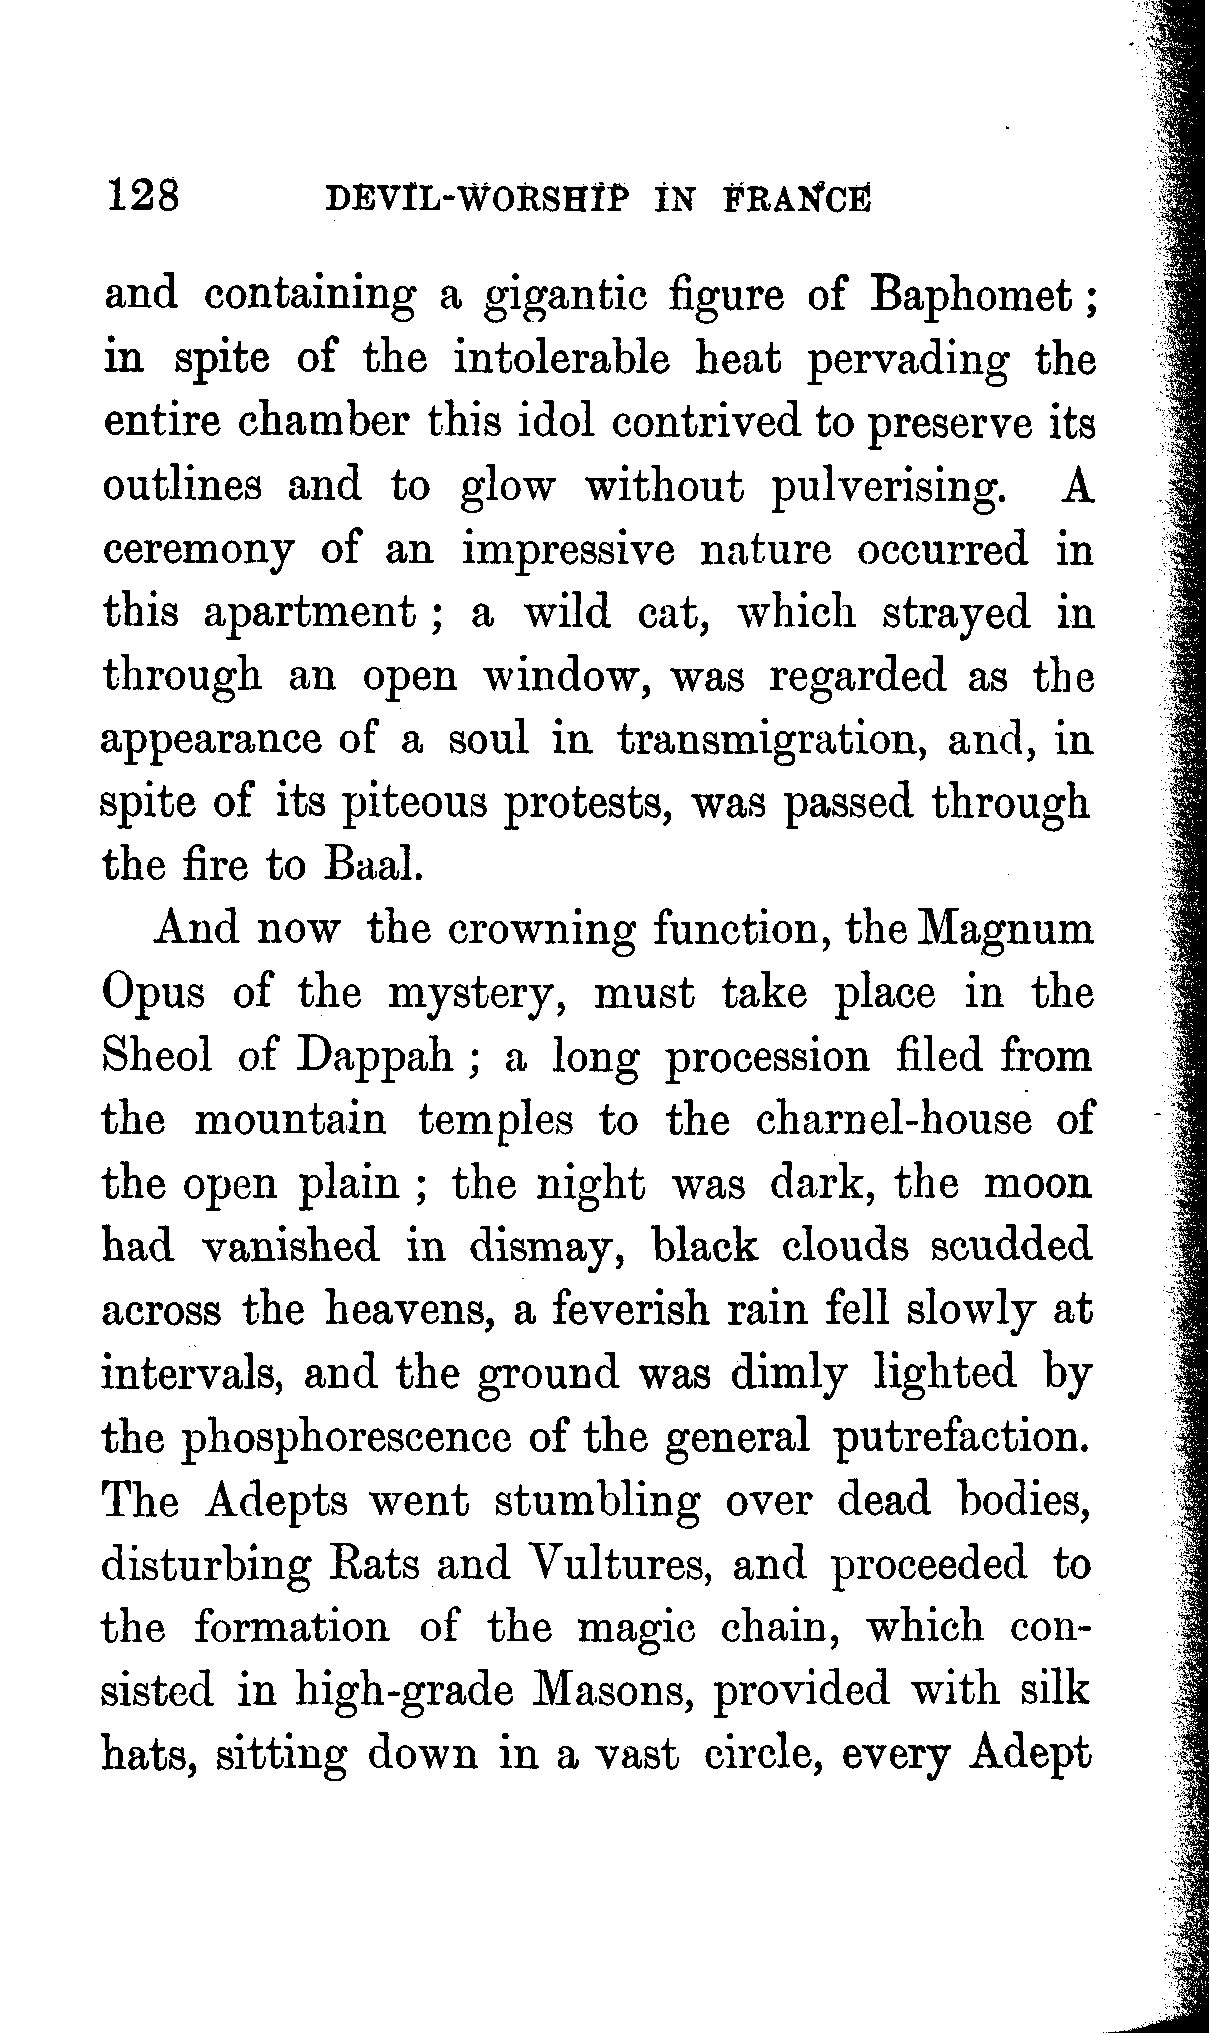 128 DEVIL-WORSHIP IN FRANCE
and containing a gigantic figure of Baphomet ;
in spite of the intolerable heat pervading the
entire chamber this idol contrived to preserve its
outlines and to glow without pulverising. A
ceremony of an impressive nature occurred in
this apartment ; a wild cat, which strayed in
through an open window, was regarded as the
appearance of a soul in transmigration, and, in
spite of its piteous protests, was passed through
the fire to Baal.
And now the crowning function, the Magnum
Opus of the mystery, must take place in the
Sheol of Dappah ; a long procession filed from
the mountain temples to the charnel-house of
the open plain ; the night was dark, the moon
had vanished in dismay, black clouds scudded
across the heavens, a feverish rain fell slowly at
intervals, and the ground was dimly lighted by
the phosphorescence of the general putrefaction.
The Adepts went stumbling over dead bodies,
disturbing Rats and Vultures, and proceeded to
the formation of the magic chain, which con-
sisted in high-grade Masons, provided with silk
hats, sitting down in a vast circle, every Adept